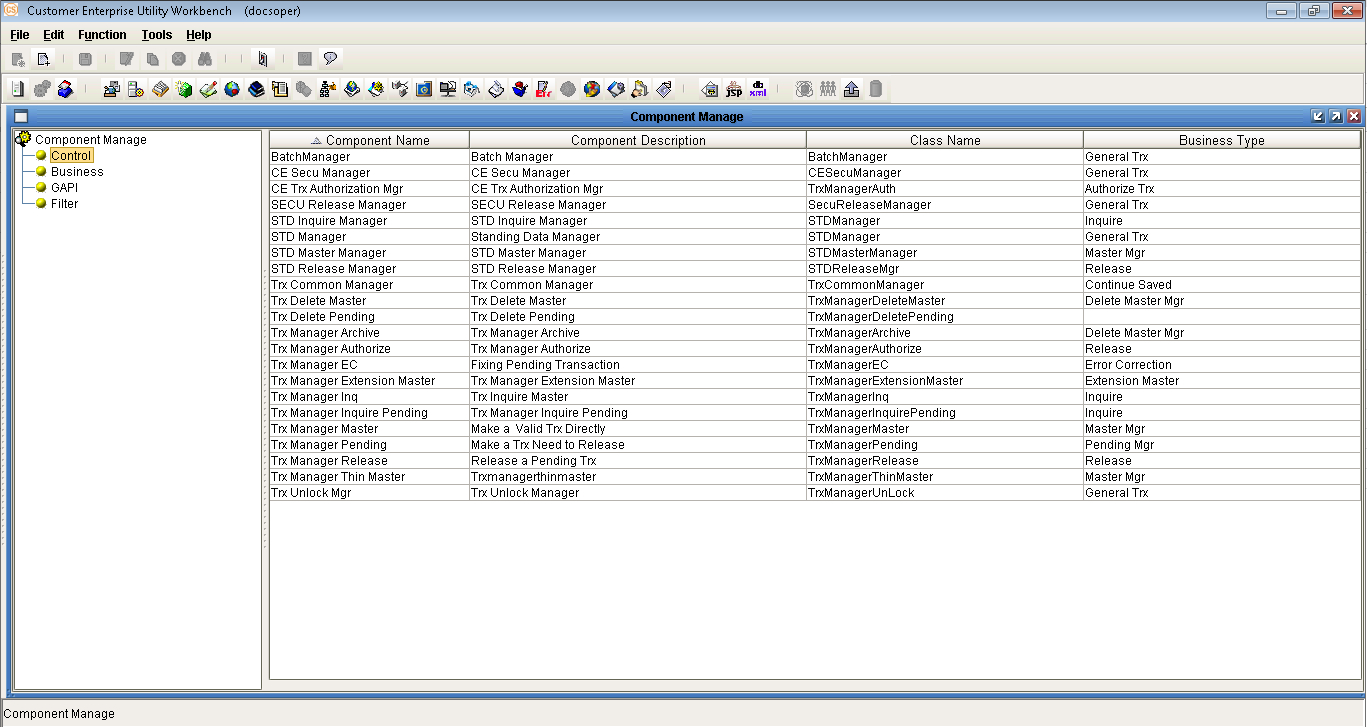 Customer Enterprise Utility Workbench (docsoper)
File Edit Function Tools Help
Err jsp db xml
Component Manage
Component Manage
Control
Business
GAPI
Filter
Component Name Component Description Class Name Business Type
BatchManager Batch Manager BatchManager General Trx
CE Secu Manager CE Secu Manager CESecuManager General Trx
CE Trx Authorization Mgr CE Trx Authorization Mgr TrxManagerAuth Authorize Trx
SECU Release Manager SECU Release Manager SecuReleaseManager General Trx
STD Inquire Manager STD Inquire Manager STDManager Inquire
STD Manager Standing Data Manager STDManager General Trx
STD Master Manager STD Master Manager STDMasterManager Master Mgr
STD Release Manager STD Release Manager STDReleaseMgr Release
Trx Common Manager Trx Common Manager TrxCommonManager Continue Saved
Trx Delete Master Trx Delete Master TrxManagerDeleteMaster Delete Master Mgr
Trx Delete Pending Trx Delete Pending TrxManagerDeletePending
Trx Manager Archive Trx Manager Archive TrxManagerArchive Delete Master Mgr
Trx Manager Authorize Trx Manager Authorize TrxManagerAuthorize Release
Trx Manager EC Fixing Pending Transaction TrxManagerEC Error Correction
Trx Manager Extension Master Trx Manager Extension Master TrxManagerExtensionMaster Extension Master
Trx Manager Inq Trx Inquire Master TrxManagerInq Inquire
Trx Manager Inquire Pending Trx Manager Inquire Pending TrxManagerInquirePending Inquire
Trx Manager Master Make a Valid Trx Directly TrxManagerMaster Master Mgr
Trx Manager Pending Make a Trx Need to Release TrxManagerPending Pending Mgr
Trx Manager Release Release a Pending Trx TrxManagerRelease Release
Trx Manager Thin Master Trxmanagerthinmaster TrxManagerThinMaster Master Mgr
Trx Unlock Mgr Trx Unlock Manager TrxManagerUnLock General Trx
Component Manage